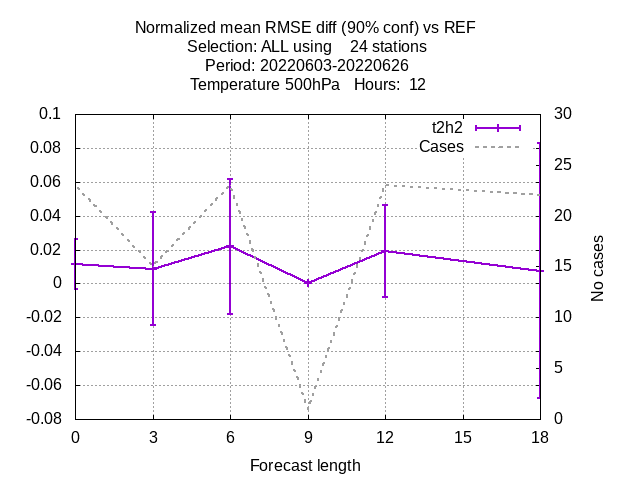 Normalized mean RMSE diff (90% conf) vs REF
Selection: ALL using 24 stations
Period: 20220603-20220626
Temperature 500hPa Hours: 12
0.1
0.08
0.06
0.04
0.02
0
-0.02
-0.04
-0.06
-0.08
t2h2
Cases
30
25
20
15
10
5
0
No cases
0 3 6 9 12 15 18
Forecast length